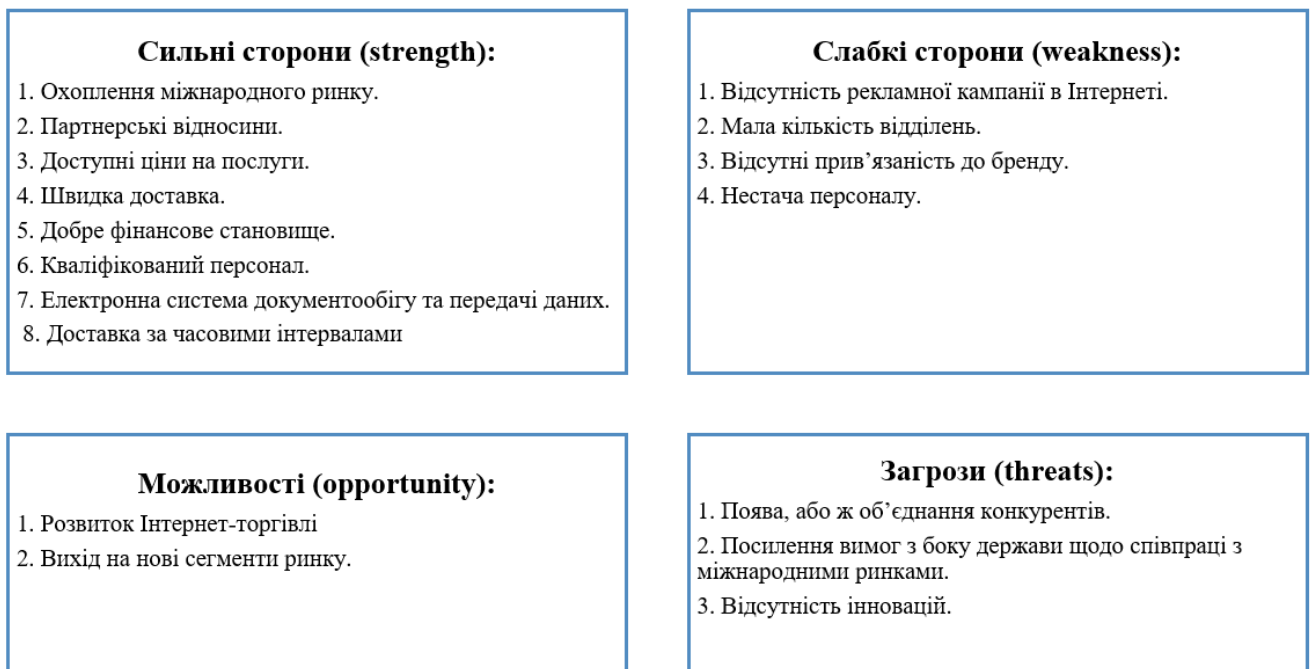 Сильні сторони (strength):
1. Охоплення міжнародного ринку.
2. Партнерські відносини.
3. Доступні ціни на послуги.
4. Швидка доставка.
5. Добре фінансове становище.
6. Кваліфікований персонал.
7. Електронна система документообігу та передачі даних.
8. Доставка за часовими інтервалами
Слабкі сторони (weakness):
1. Відсутність рекламної кампанії в Інтернеті.
2. Мала кількість відділень.
3. Відсутні прив’язаність до бренду.
4. Нестача персоналу.
Можливості (opportunity):
1. Розвиток Інтернет-торгівлі
2. Вихід на нові сегменти ринку.
Загрози (threats):
1. Поява, або ж об’єднання конкурентів.
2. Посилення вимог з боку держави щодо співпраці з
міжнародними ринками.
3. Відсутність інновацій.